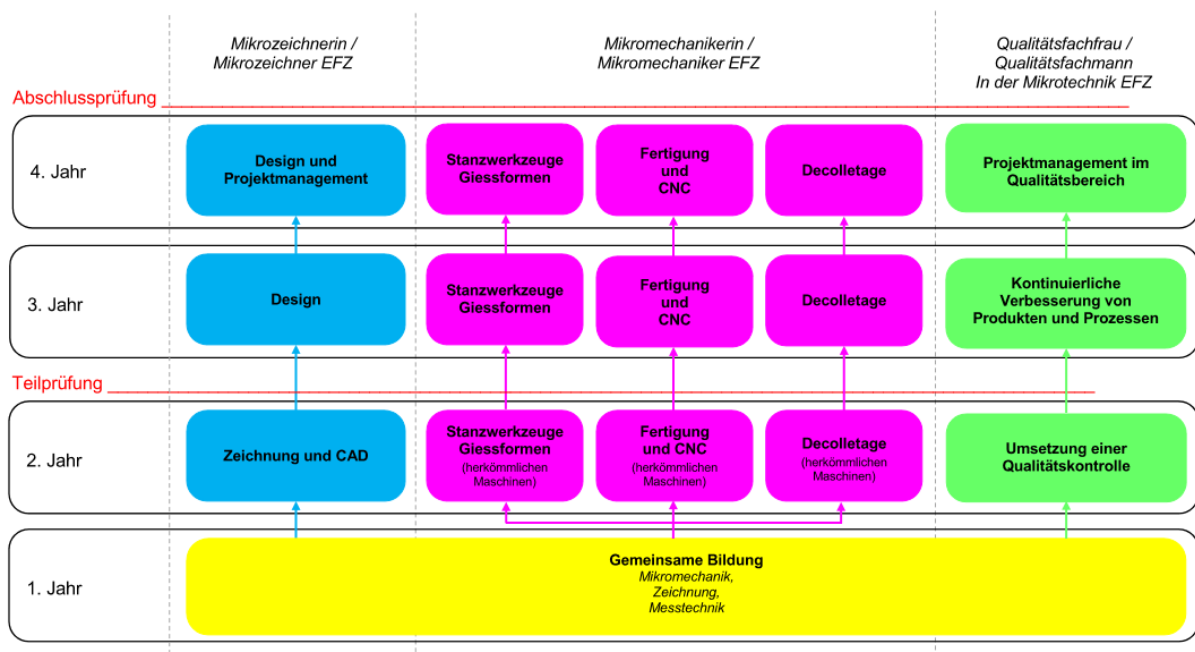 Mikrozeichnerin /
Mikrozeichner EFZ
Mikromechanikerin /
Mikromechaniker EFZ
Qualitätsfachfrau /
Qualitätsfachmann
In der Mikrotechnik EFZ
Abschlussprüfung
4. Jahr
Design und
Projektmanagement
Stanzwerkzeuge
Giessformen
Fertigung
und
CNC
Decolletage
Projektmanagement im
Qualitätsbereich
3. Jahr
Design
Stanzwerkzeuge
Giessformen
Fertigung
und
CNC
Decolletage
Kontinuierliche
Verbesserung von
Produkten und Prozessen
Teilprüfung
2. Jahr
Zeichnung und CAD
Stanzwerkzeuge
Giessformen
(herkömmlichen
Maschinen)
Fertigung
und CNC
(herkömmlichen
Maschinen)
Decolletage
(herkömmlichen
Maschinen)
Umsetzung einer
Qualitätskontrolle
1. Jahr
Gemeinsame Bildung
Mikromechanik,
Zeichnung,
Messtechnik